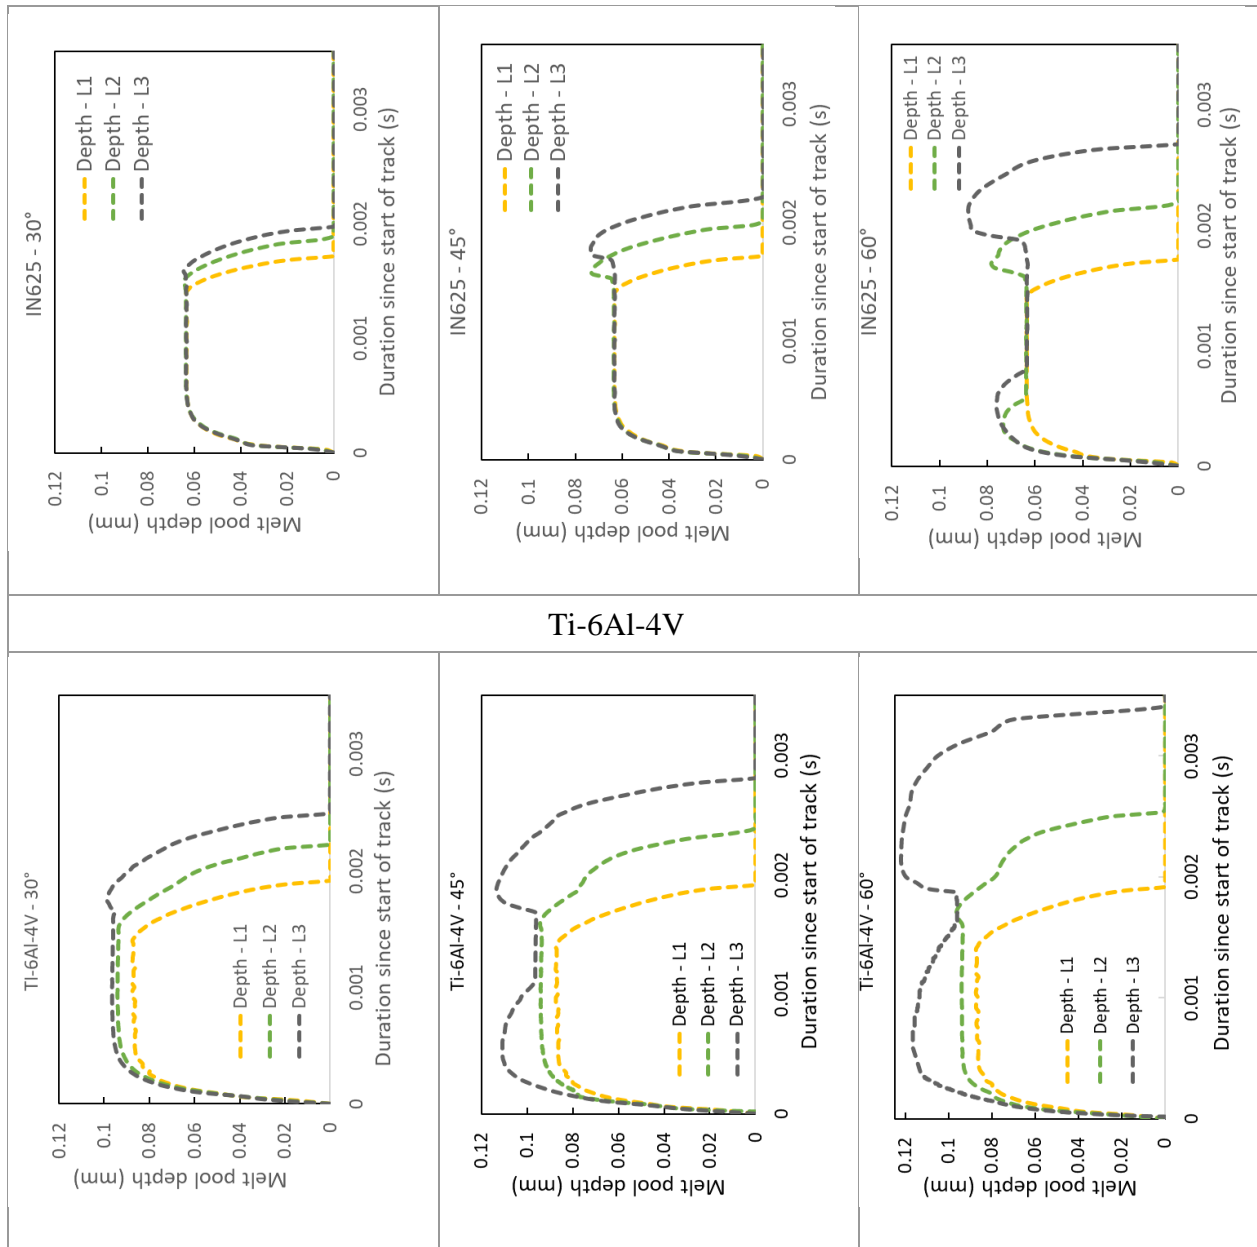 IN625 - 30°
Depth - L1
Depth - L2
Depth - L3
Melt pool depth (mm)
0.12
0.1
0.08
0.06
0.04
0.02
0
0
0.001
0.002
0.003
Duration since start of track (s)
IN625 - 45°
Depth - L1
Depth - L2
Depth - L3
Melt pool depth (mm)
0.12
0.1
0.08
0.06
0.04
0.02
0
0
0.001
0.002
0.003
Duration since start of track (s)
IN625 - 60°
Depth - L1
Depth - L2
Depth - L3
Melt pool depth (mm)
0.12
0.1
0.08
0.06
0.04
0.02
0
0
0.001
0.002
0.003
Duration since start of track (s)
Ti-6Al-4V
TI-6Al-4V - 30°
Depth - L1
Depth - L2
Depth - L3
Melt pool depth (mm)
0.12
0.1
0.08
0.06
0.04
0.02
0
0
0.001
0.002
0.003
Duration since start of track (s)
Ti-6Al-4V - 45°
Depth - L1
Depth - L2
Depth - L3
Melt pool depth (mm)
0.12
0.1
0.08
0.06
0.04
0.02
0
0
0.001
0.002
0.003
Duration since start of track (s)
Ti-6Al-4V - 60°
Depth - L1
Depth - L2
Depth - L3
Melt pool depth (mm)
0.12
0.1
0.08
0.06
0.04
0.02
0
0
0.001
0.002
0.003
Duration since start of track (s)